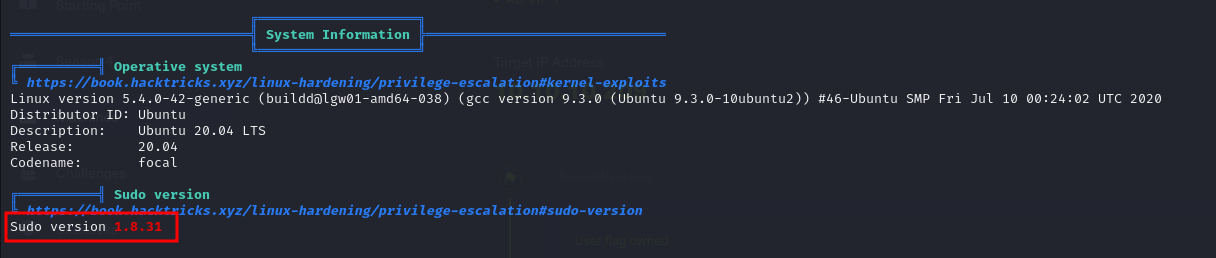 Starting Point
System Information
Target IP Address
Operative system
https://book.hacktricks.xyz/linux-hardening/privilege-escalation#kernel-exploits
Linux version 5.4.0-42-generic (buildd@lgw01-amd64-038) (gcc version 9.3.0 (Ubuntu 9.3.0-10ubuntu2)) #46-Ubuntu SMP Fri Jul 10 00:24:02 UTC 2020
Distributor ID: Ubuntu
Description: Ubuntu 20.04 LTS
Release: 20.04
Codename: focal
Challenges
Sudo version
https://book.hacktricks.xyz/linux-hardening/privilege-escalation#sudo-version
Sudo version 1.8.31
User flag owned